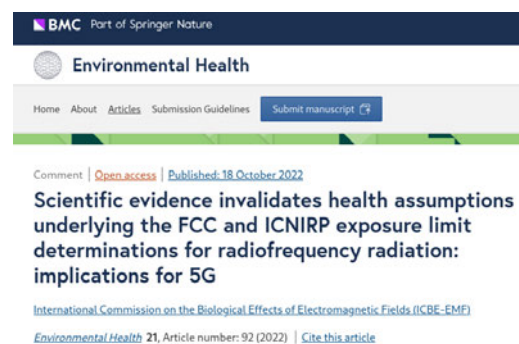 BMC Part of Springer Nature
Environmental Health
Home About Articles Submission Guidelines Submit manuscript
Comment | Open access | Published: 18 October 2022
Scientific evidence invalidates health assumptions
underlying the FCC and ICNIRP exposure limit
determinations for radiofrequency radiation:
implications for 5G
International Commission on the Biological Effects of Electromagnetic Fields (ICBE-EMF)
Environmental Health 21, Article number: 92 (2022) | Cite this article